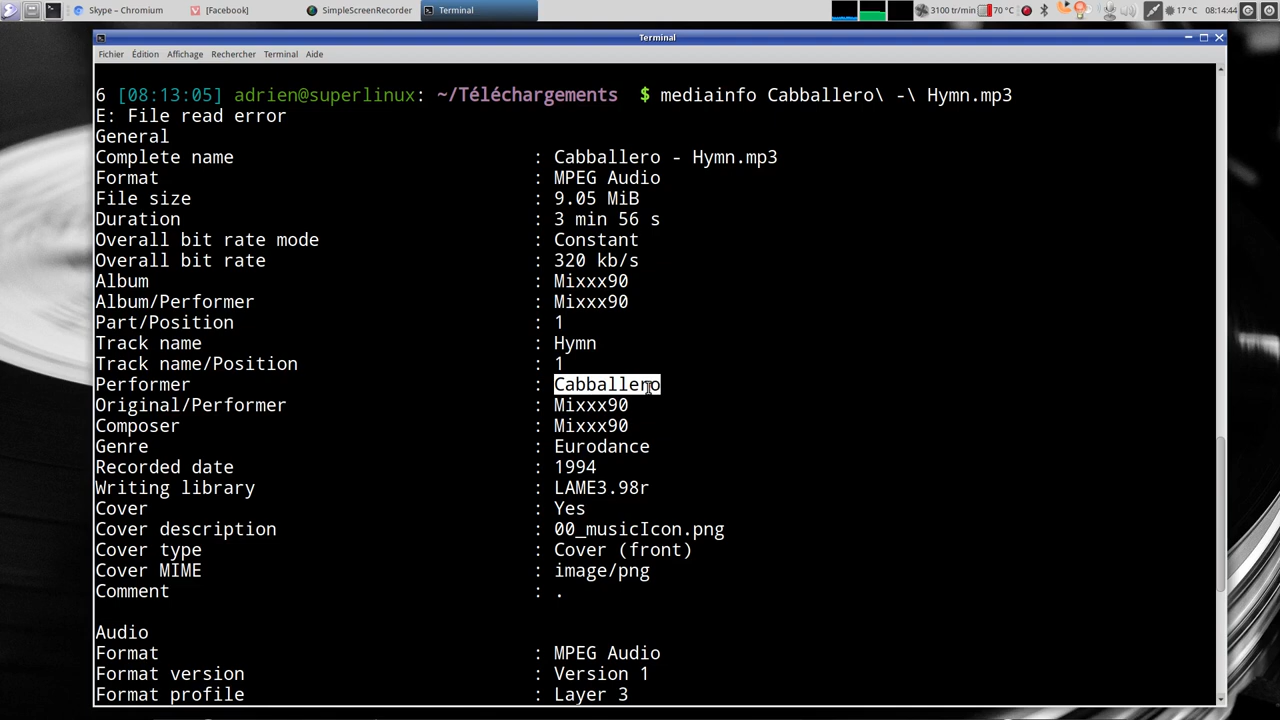 Skype – Chromium
[Facebook]
SimpleScreenRecorder
Terminal
3100 tr/min
70 °C
17 °C
08:14:44
Terminal
Fichier Édition Affichage Rechercher Terminal Aide
6 [08:13:05] adrien@superlinux: ~/Téléchargements $ mediainfo Cabballero\ -\ Hymn.mp3
E: File read error
General
Complete name : Cabballero - Hymn.mp3
Format : MPEG Audio
File size : 9.05 MiB
Duration : 3 min 56 s
Overall bit rate mode : Constant
Overall bit rate : 320 kb/s
Album : Mixxx90
Album/Performer : Mixxx90
Part/Position : 1
Track name : Hymn
Track name/Position : 1
Performer : Cabballero
Original/Performer : Mixxx90
Composer : Mixxx90
Genre : Eurodance
Recorded date : 1994
Writing library : LAME3.98r
Cover : Yes
Cover description : 00_musicIcon.png
Cover type : Cover (front)
Cover MIME : image/png
Comment : .
Audio
Format : MPEG Audio
Format version : Version 1
Format profile : Layer 3